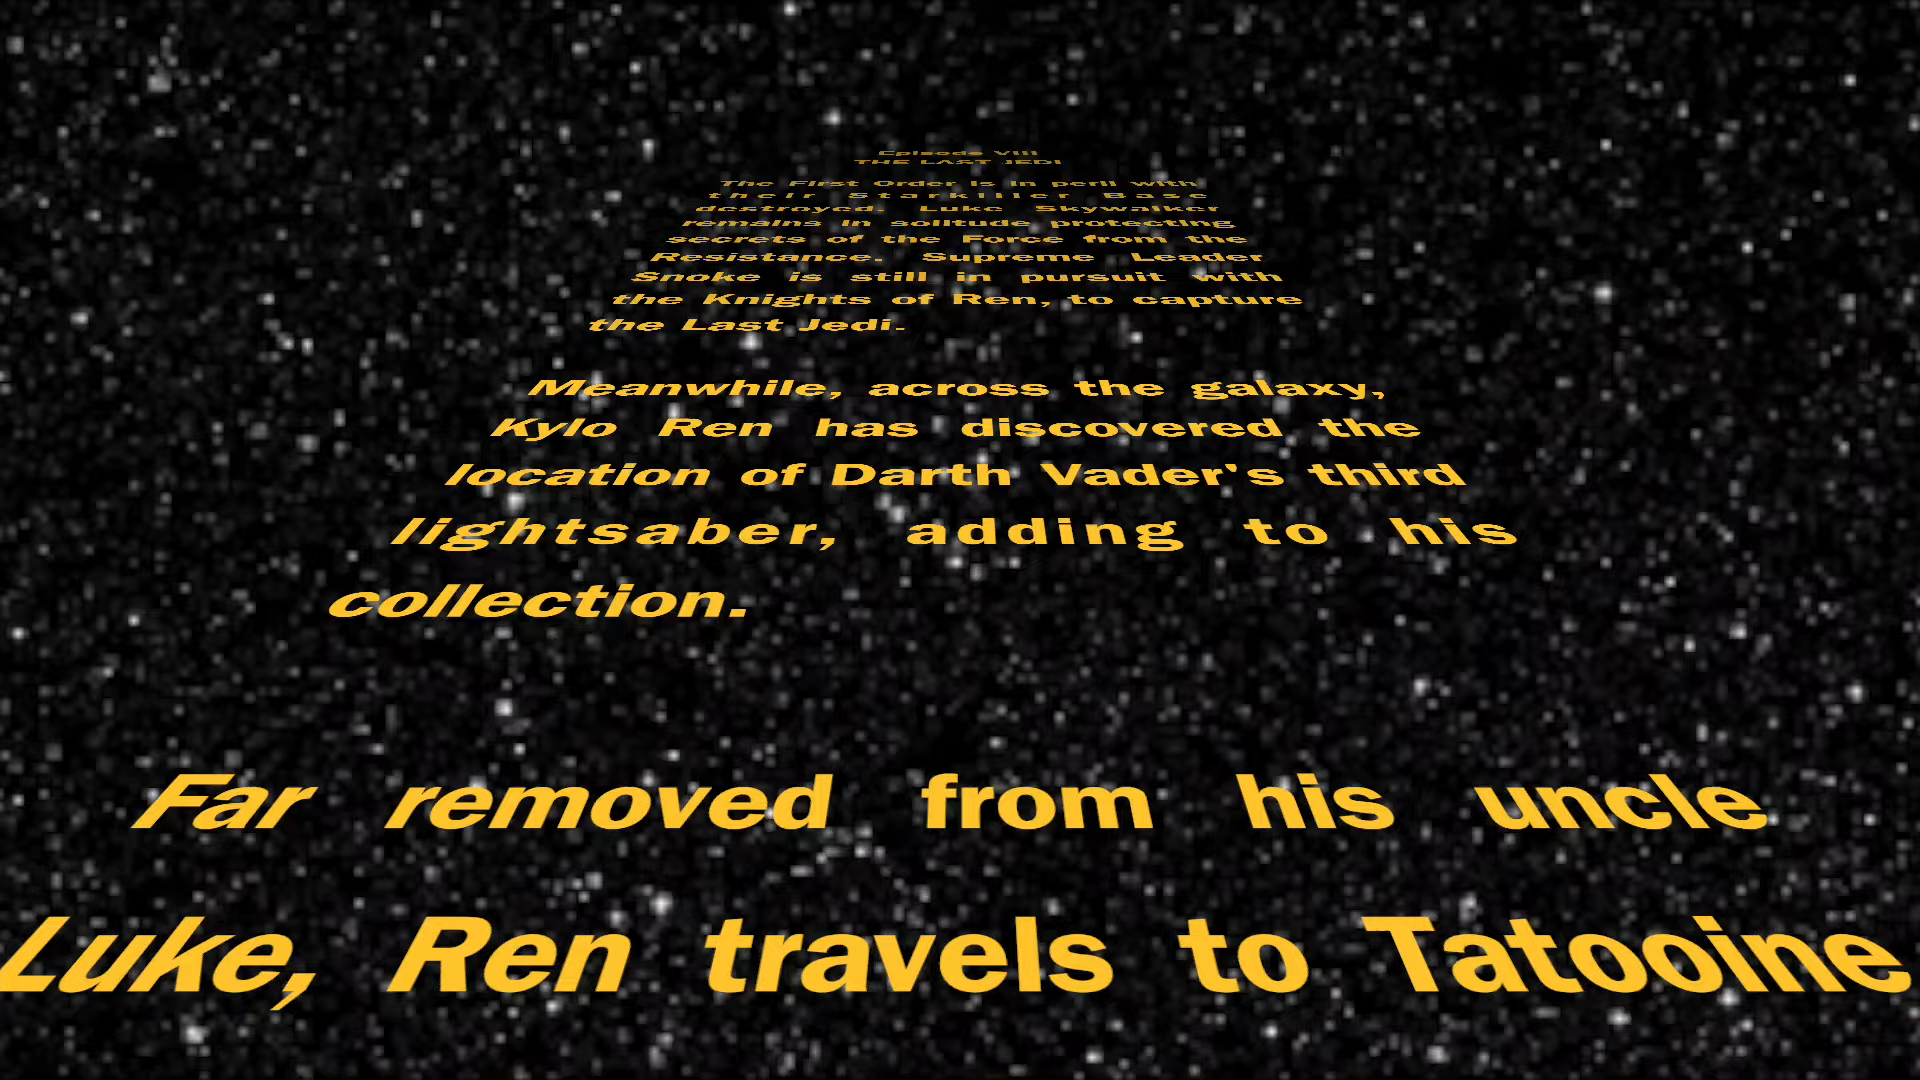 Episode VIII
THE LAST JEDI
The First Order is in peril with
their Starkiller Base
destroyed. Luke Skywalker
remains in solitude protecting
secrets of the Force from the
Resistance. Supreme Leader
Snoke is still in pursuit with
the Knights of Ren, to capture
the Last Jedi.
Meanwhile, across the galaxy,
Kylo Ren has discovered the
location of Darth Vader's third
lightsaber, adding to his
collection.
Far removed from his uncle
Luke, Ren travels to Tatooine